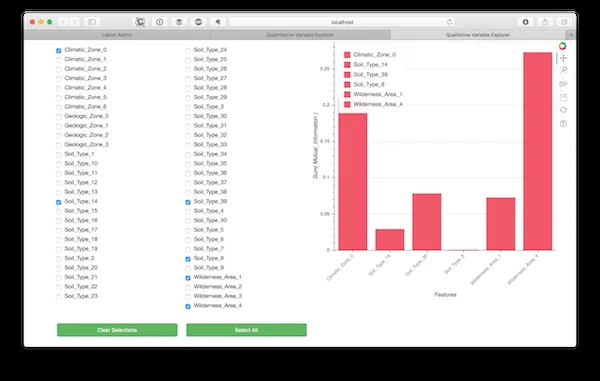 localhost
Lektor Admin
Quantitative Variable Explorer
Qualitative Variable Explorer
Climatic_Zone_0
Climatic_Zone_1
Climatic_Zone_2
Climatic_Zone_3
Climatic_Zone_4
Climatic_Zone_5
Climatic_Zone_6
Geologic_Zone_0
Geologic_Zone_1
Geologic_Zone_2
Geologic_Zone_3
Soil_Type_1
Soil_Type_10
Soil_Type_11
Soil_Type_12
Soil_Type_13
Soil_Type_14
Soil_Type_15
Soil_Type_16
Soil_Type_17
Soil_Type_18
Soil_Type_19
Soil_Type_2
Soil_Type_20
Soil_Type_21
Soil_Type_22
Soil_Type_23
Soil_Type_24
Soil_Type_25
Soil_Type_26
Soil_Type_27
Soil_Type_28
Soil_Type_29
Soil_Type_3
Soil_Type_30
Soil_Type_31
Soil_Type_32
Soil_Type_33
Soil_Type_34
Soil_Type_35
Soil_Type_36
Soil_Type_37
Soil_Type_38
Soil_Type_39
Soil_Type_4
Soil_Type_40
Soil_Type_5
Soil_Type_6
Soil_Type_7
Soil_Type_8
Soil_Type_9
Wilderness_Area_1
Wilderness_Area_2
Wilderness_Area_3
Wilderness_Area_4
Clear Selections
Select All
Climatic_Zone_0
Soil_Type_14
Soil_Type_39
Soil_Type_8
Wilderness_Area_1
Wilderness_Area_4
0.25
0.2
0.15
0.1
0.05
0
Sum( Mutual_Information )
Climatic_Zone_0
Soil_Type_14
Soil_Type_39
Soil_Type_8
Wilderness_Area_1
Wilderness_Area_4
Features